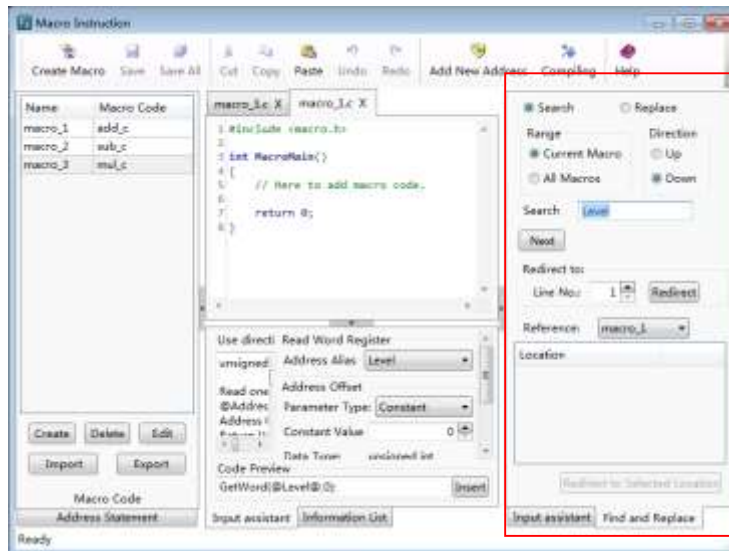 Macro Instruction
Create Macro Save Save All Cut Copy Paste Undo Redo Add New Address Compiling Help
Name Macro Code
macro_1 add_c
macro_2 sub_c
macro_3 mul_c
Create Delete Edit
Import Export
Macro Code
Address Statement
Ready
macro_1.c X
1 #include <macro.h>
2
3 int MacroMain()
4 {
5 // Here to add macro code.
6
7 return 0;
8 }
Use directi
unsigned
Read one
@Addres
Address
Read Word Register
Address Alias Level
Address Offset
Parameter Type: Constant
Constant Value 0
Data Type: unsigned int
Code Preview
GetWord(@Level@,0); Insert
Input assistant Information List
Search Replace
Range Direction
Current Macro Up
All Macros Down
Search Level
Next
Redirect to:
Line No.: 1 Redirect
Reference: macro_1
Location
Redirect to Selected Location
Input assistant Find and Replace